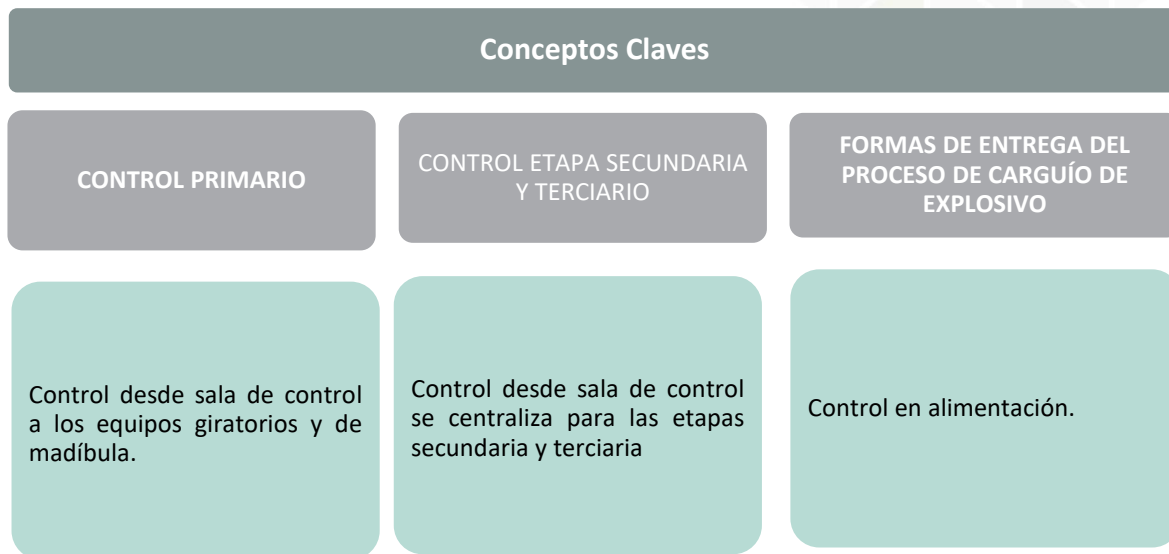 Conceptos Claves
CONTROL PRIMARIO
CONTROL ETAPA SECUNDARIA
Y TERCIARIO
FORMAS DE ENTREGA DEL
PROCESO DE CARGUÍO DE
EXPLOSIVO
Control desde sala de control
a los equipos giratorios y de
madíbula.
Control desde sala de control
se centraliza para las etapas
secundaria y terciaria
Control en alimentación.